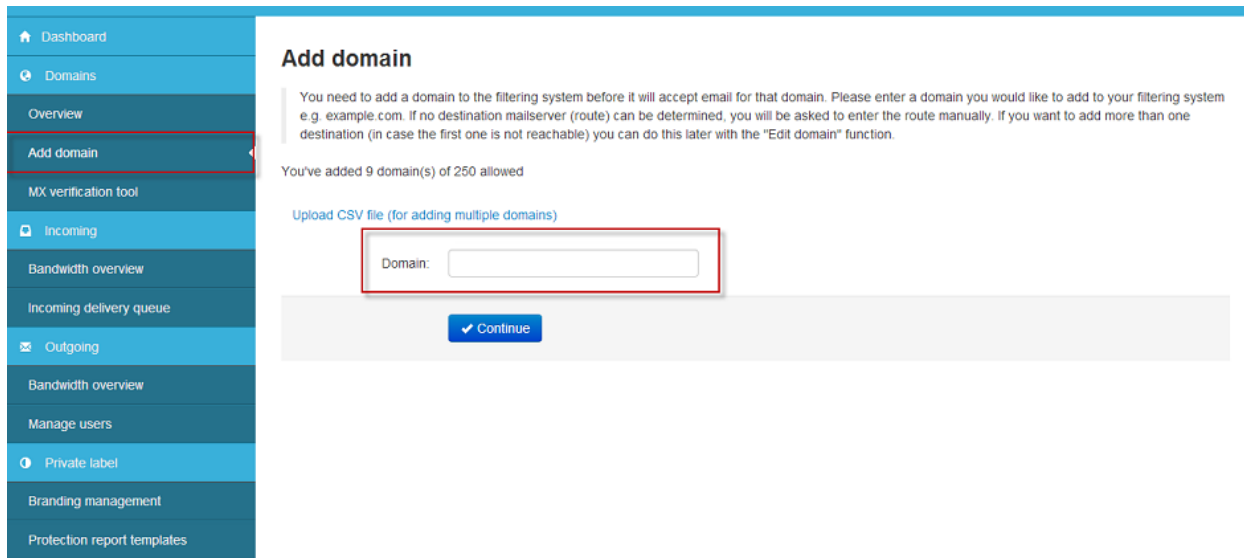 Dashboard
Domains
Overview
Add domain
MX verification tool
Incoming
Bandwidth overview
Incoming delivery queue
Outgoing
Bandwidth overview
Manage users
Private label
Branding management
Protection report templates
Add domain
You need to add a domain to the filtering system before it will accept email for that domain. Please enter a domain you would like to add to your filtering system
e.g. example.com. If no destination mailserver (route) can be determined, you will be asked to enter the route manually. If you want to add more than one
destination (in case the first one is not reachable) you can do this later with the "Edit domain" function.
You've added 9 domain(s) of 250 allowed
Upload CSV file (for adding multiple domains)
Domain:
Continue